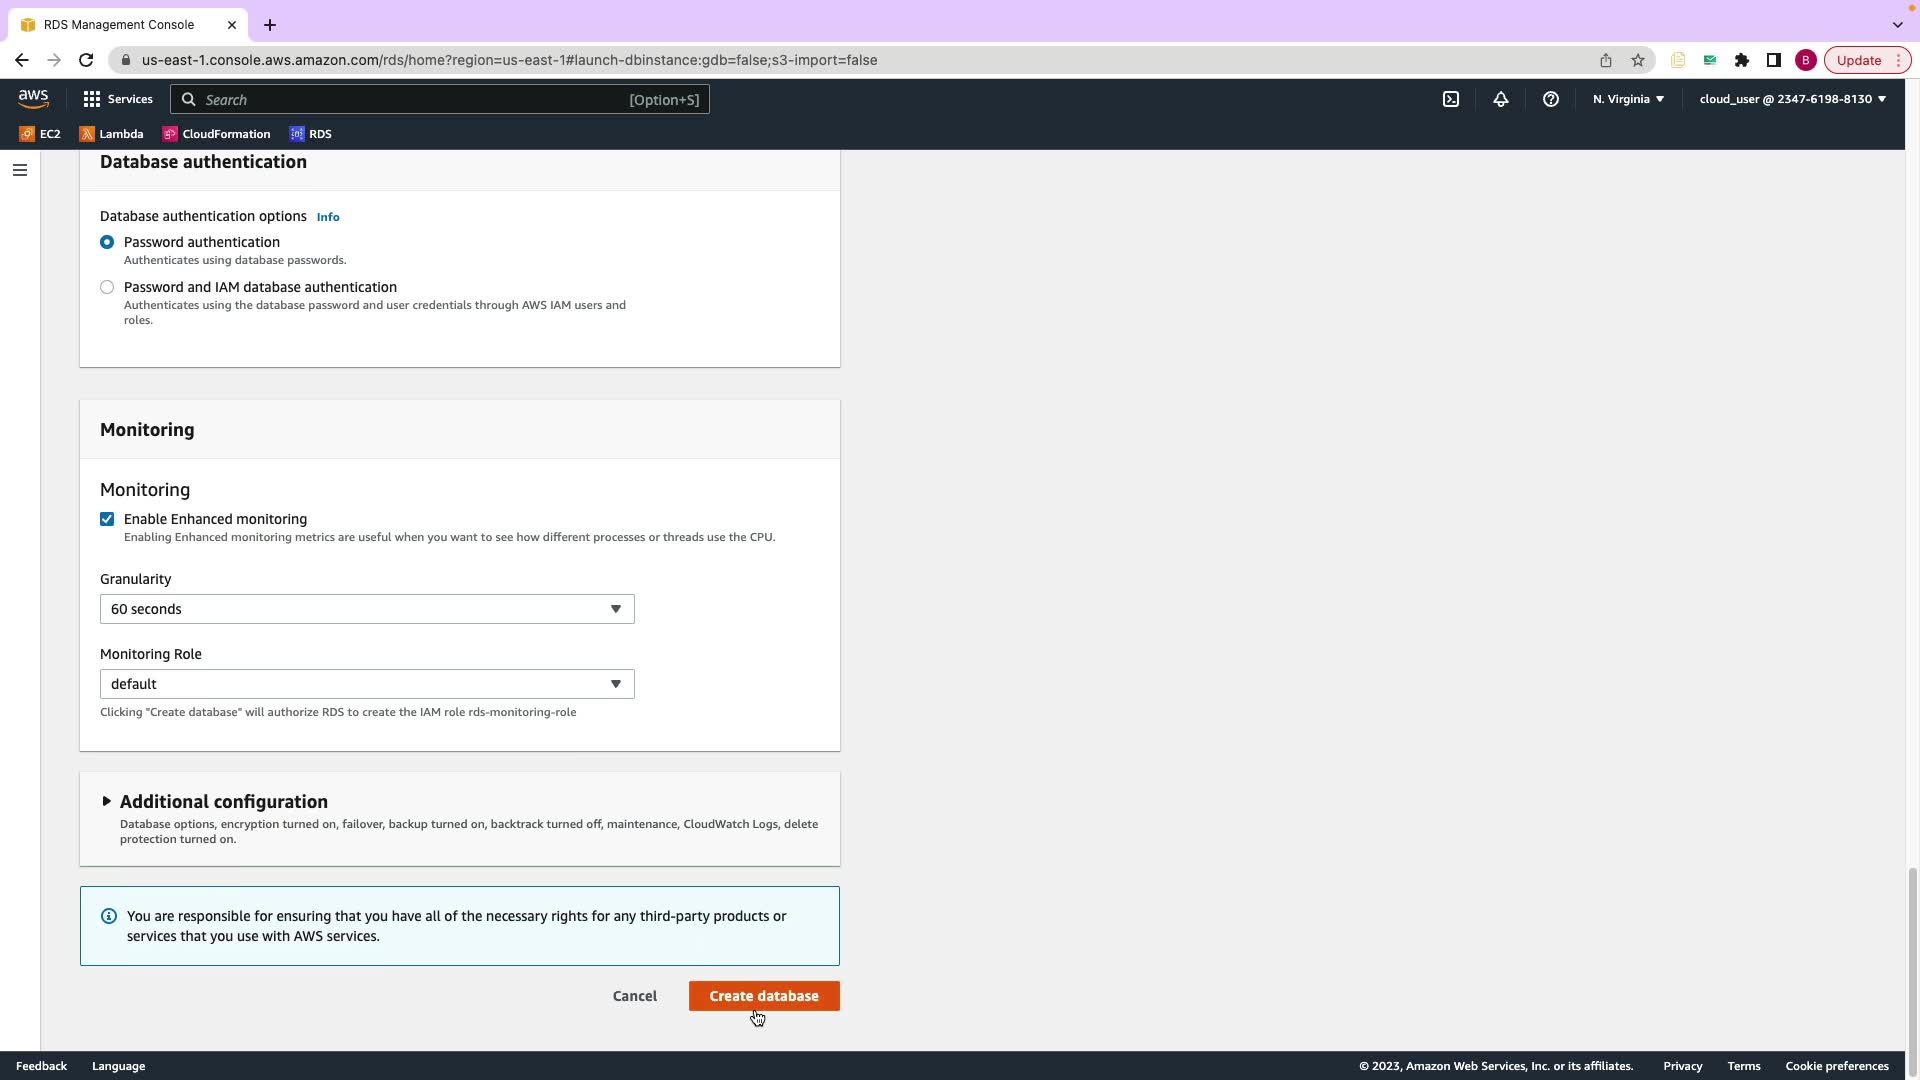 RDS Management Console
us-east-1.console.aws.amazon.com/rds/home?region=us-east-1#launch-dbinstance:gdb=false;s3-import=false
B
Update
aws
Services
Search
[Option+S]
N. Virginia
cloud_user @ 2347-6198-8130
EC2
Lambda
CloudFormation
RDS
Database authentication
Database authentication options Info
Password authentication
Authenticates using database passwords.
Password and IAM database authentication
Authenticates using the database password and user credentials through AWS IAM users and
roles.
Monitoring
Monitoring
Enable Enhanced monitoring
Enabling Enhanced monitoring metrics are useful when you want to see how different processes or threads use the CPU.
Granularity
60 seconds
Monitoring Role
default
Clicking "Create database" will authorize RDS to create the IAM role rds-monitoring-role
Additional configuration
Database options, encryption turned on, failover, backup turned on, backtrack turned off, maintenance, CloudWatch Logs, delete
protection turned on.
You are responsible for ensuring that you have all of the necessary rights for any third-party products or
services that you use with AWS services.
Cancel
Create database
Feedback
Language
© 2023, Amazon Web Services, Inc. or its affiliates.
Privacy
Terms
Cookie preferences